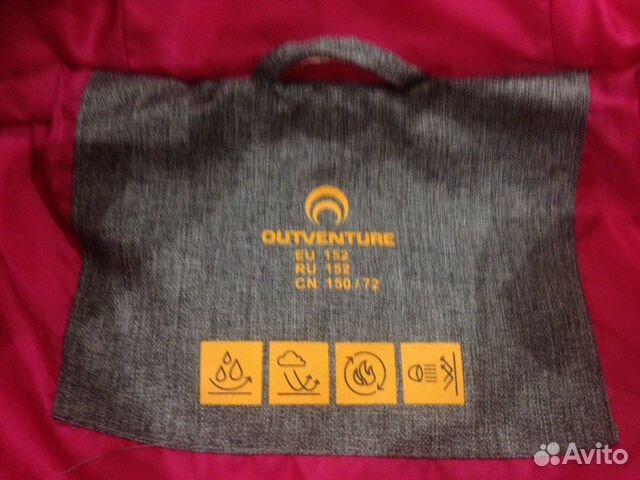 OUTVENTURE
EU 152
RU 152
CN 150/72
Avito